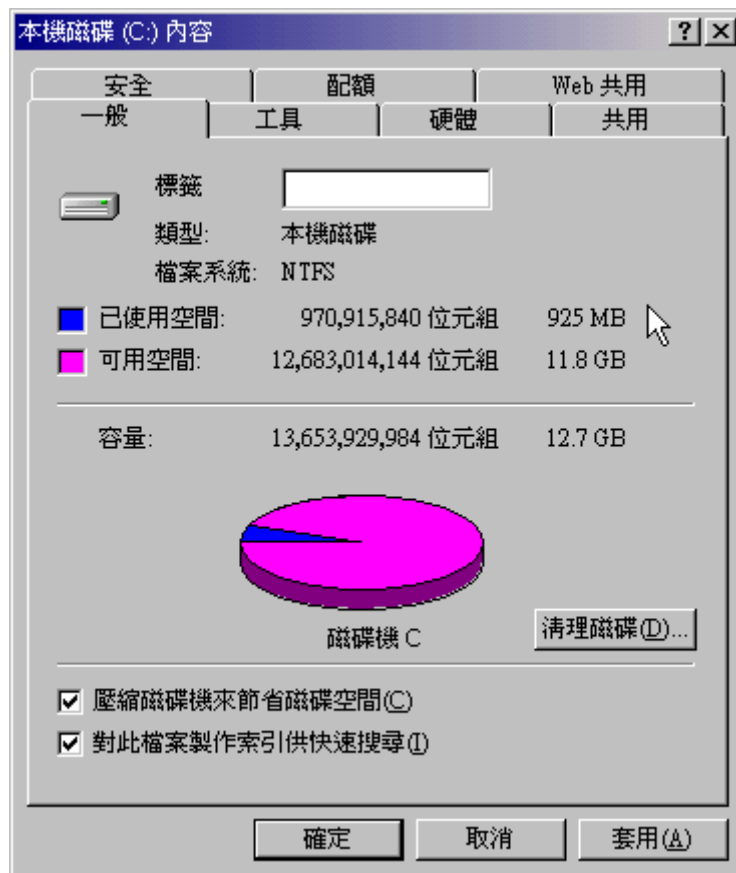 本機磁碟 (C:) 內容
安全 配額 Web 共用
一般 工具 硬體 共用
標籤
類型: 本機磁碟
檔案系統: NTFS
已使用空間: 970,915,840 位元組 925 MB
可用空間: 12,683,014,144 位元組 11.8 GB
容量: 13,653,929,984 位元組 12.7 GB
磁碟機 C
清理磁碟(D)...
壓縮磁碟機來節省磁碟空間(C)
對此檔案製作索引供快速搜尋(I)
確定 取消 套用(A)